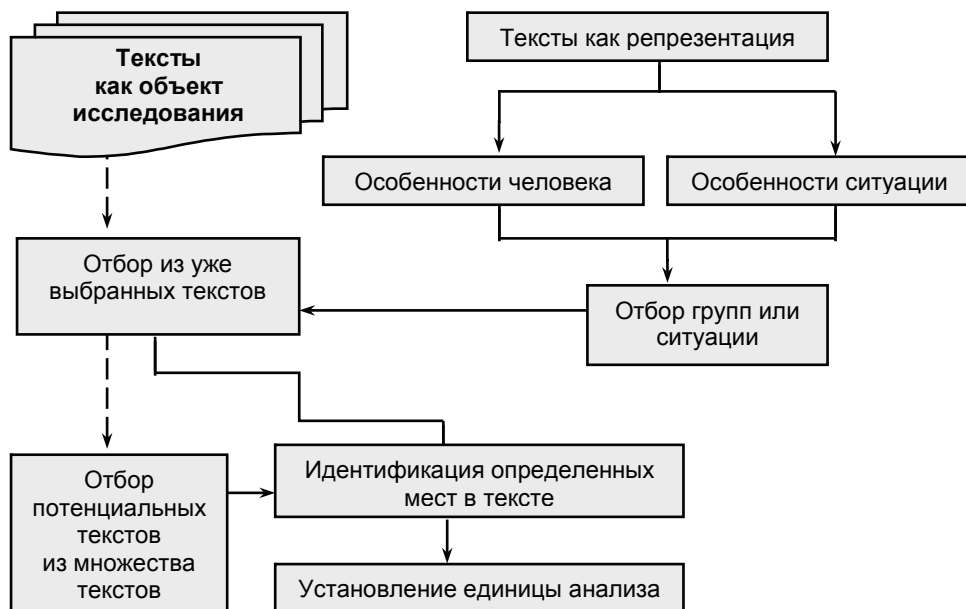 Тексты
как объект
исследования
Тексты как репрезентация
Особенности человека
Особенности ситуации
Отбор из уже
выбранных текстов
Отбор групп или
ситуации
Отбор
потенциальных
текстов
из множества
текстов
Идентификация определенных
мест в тексте
Установление единицы анализа